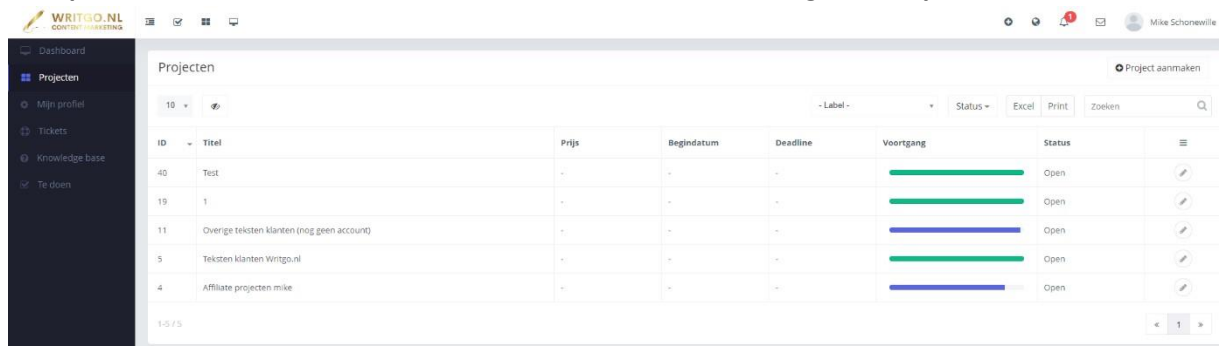 WRITGO.NL
CONTENT MARKETING
1
Mike Schonewille
Dashboard
Projecten
Mijn profiel
Tickets
Knowledge base
Te doen
Projecten
Project aanmaken
10
- Label -
Status
Excel
Print
Zoeken
ID Titel Prijs Begindatum Deadline Voortgang Status
40 Test - - - Open
19 1 - - - Open
11 Overige teksten klanten (nog geen account) - - - Open
5 Teksten klanten Writgo.nl - - - Open
4 Affiliate projecten mike - - - Open
1-5 / 5
« 1 »